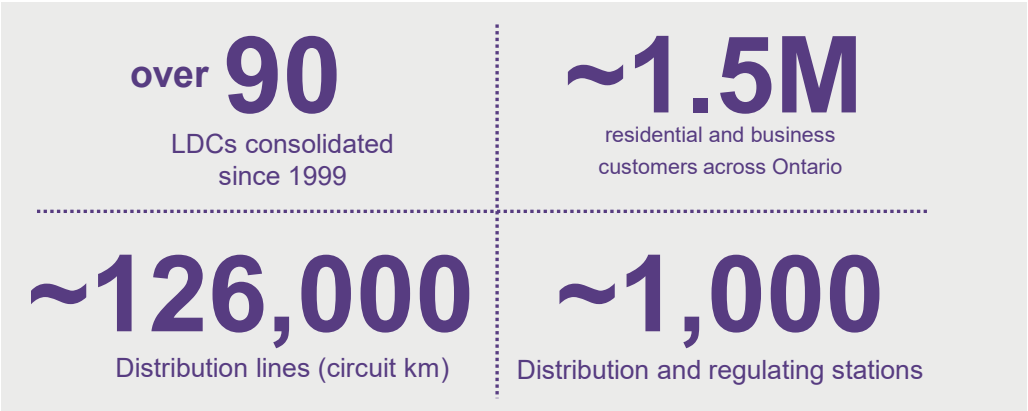 over 90
LDCs consolidated
since 1999
~1.5M
residential and business
customers across Ontario
~126,000
Distribution lines (circuit km)
~1,000
Distribution and regulating stations